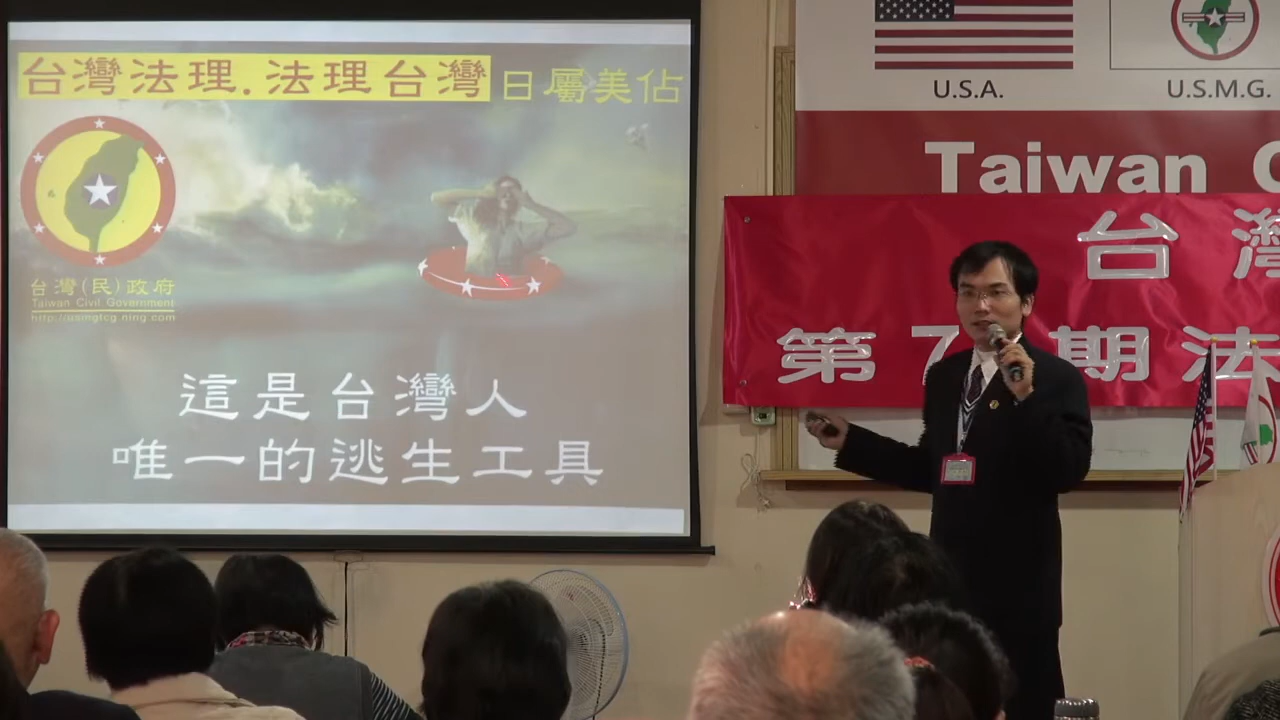 台灣法理.法理台灣 日屬美佔
台灣(民)政府
Taiwan Civil Government
http://usmgtcg.ning.com
這是台灣人
唯一的逃生工具
U.S.A.
U.S.M.G.
Taiwan C
台灣
第7 期法